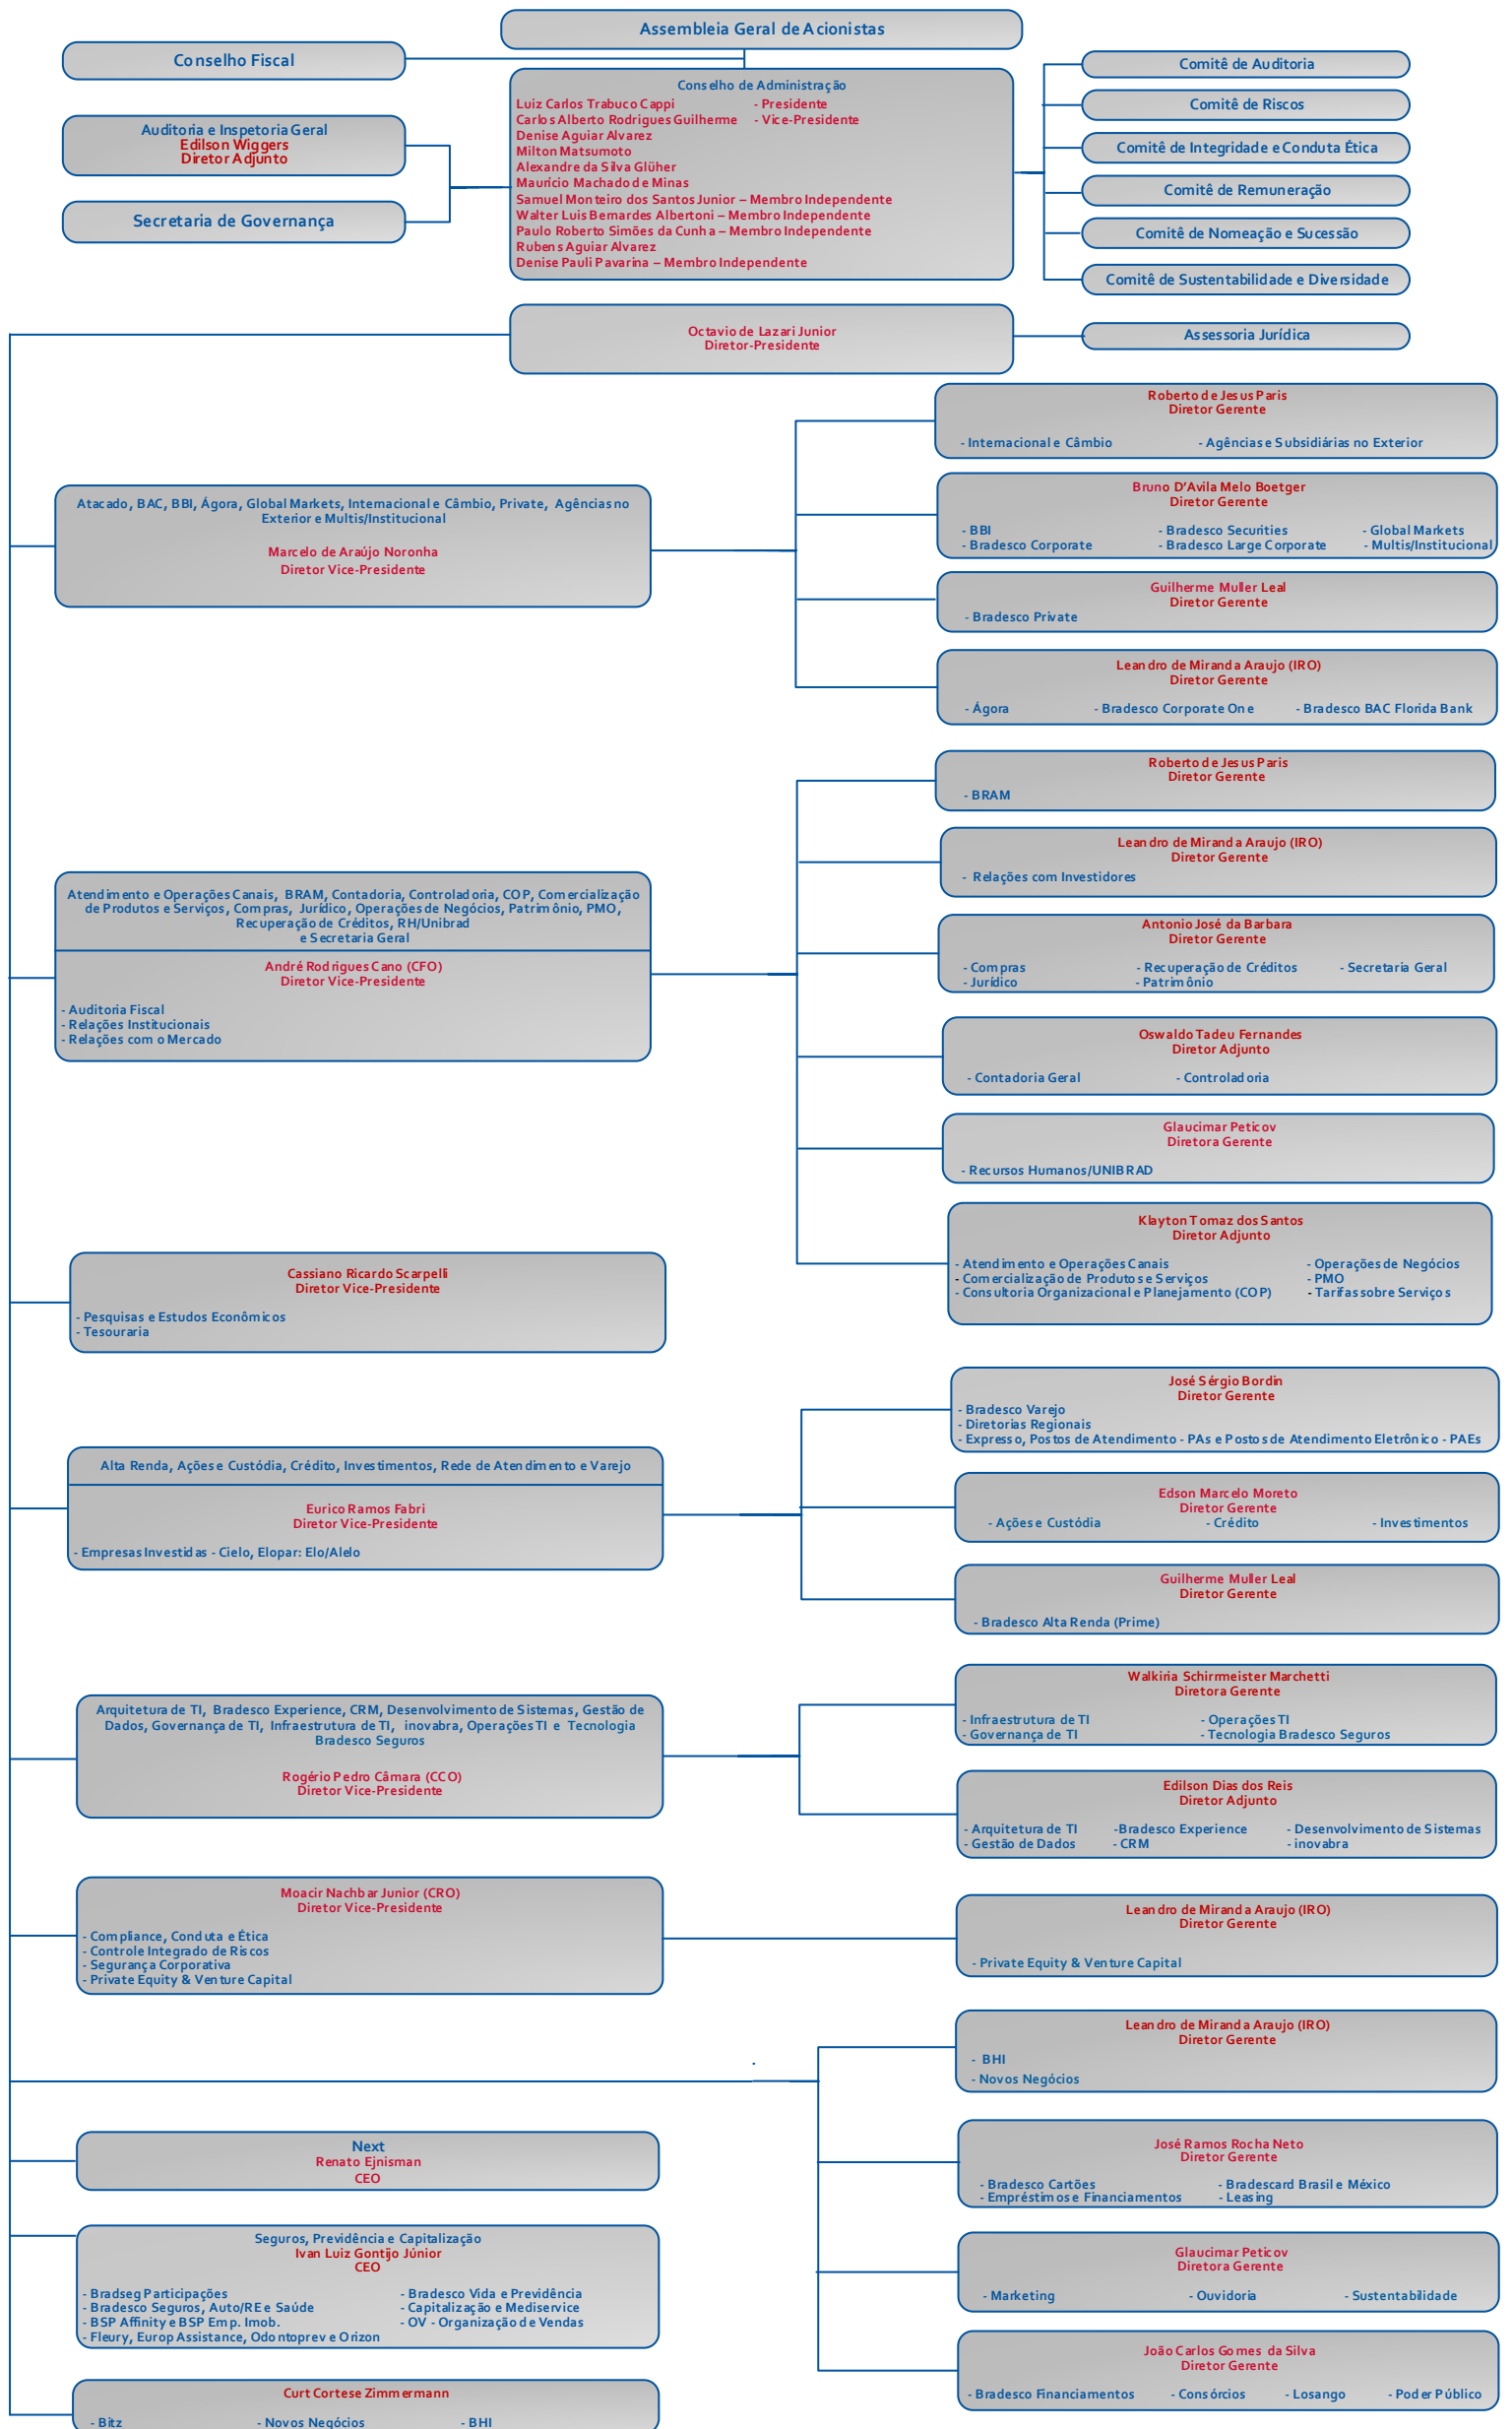 Assembleia Geral de Acionistas
Conselho Fiscal
Conselho de Administração
Luiz Carlos Trabuco Cappi - Presidente
Carlos Alberto Rodrigues Guilherme - Vice-Presidente
Denise Aguiar Alvarez
Milton Matsumoto
Alexandre da Silva Glüher
Maurício Machado de Minas
Samuel Monteiro dos Santos Junior – Membro Independente
Walter Luis Bernardes Albertoni – Membro Independente
Paulo Roberto Simões da Cunha – Membro Independente
Rubens Aguiar Alvarez
Denise Pauli Pavarina – Membro Independente
Auditoria e Inspetoria Geral
Edilson Wiggers
Diretor Adjunto
Secretaria de Governança
Comitê de Auditoria
Comitê de Riscos
Comitê de Integridade e Conduta Ética
Comitê de Remuneração
Comitê de Nomeação e Sucessão
Comitê de Sustentabilidade e Diversidade
Octavio de Lazari Junior
Diretor-Presidente
Assessoria Jurídica
Atacado, BAC, BBI, Ágora, Global Markets, Internacional e Câmbio, Private, Agências no
Exterior e Multis/Institucional
Marcelo de Araújo Noronha
Diretor Vice-Presidente
Roberto de Jesus Paris
Diretor Gerente
- Internacional e Câmbio - Agências e Subsidiárias no Exterior
Bruno D’Avila Melo Boetger
Diretor Gerente
- BBI - Bradesco Securities - Global Markets
- Bradesco Corporate - Bradesco Large Corporate - Multis/Institucional
Guilherme Muller Leal
Diretor Gerente
- Bradesco Private
Leandro de Miranda Araujo (IRO)
Diretor Gerente
- Ágora - Bradesco Corporate One - Bradesco BAC Florida Bank
Atendimento e Operações Canais, BRAM, Contadoria, Controladoria, COP, Comercialização
de Produtos e Serviços, Compras, Jurídico, Operações de Negócios, Patrimônio, PMO,
Recuperação de Créditos, RH/Unibrad
e Secretaria Geral
André Rodrigues Cano (CFO)
Diretor Vice-Presidente
- Auditoria Fiscal
- Relações Institucionais
- Relações com o Mercado
Roberto de Jesus Paris
Diretor Gerente
- BRAM
Leandro de Miranda Araujo (IRO)
Diretor Gerente
- Relações com Investidores
Antonio José da Barbara
Diretor Gerente
- Compras - Recuperação de Créditos - Secretaria Geral
- Jurídico - Patrimônio
Oswaldo Tadeu Fernandes
Diretor Adjunto
- Contadoria Geral - Controladoria
Glaucimar Peticov
Diretora Gerente
- Recursos Humanos/UNIBRAD
Klayton Tomaz dos Santos
Diretor Adjunto
- Atendimento e Operações Canais - Operações de Negócios
- Comercialização de Produtos e Serviços - PMO
- Consultoria Organizacional e Planejamento (COP) - Tarifas sobre Serviços
Cassiano Ricardo Scarpelli
Diretor Vice-Presidente
- Pesquisas e Estudos Econômicos
- Tesouraria
Alta Renda, Ações e Custódia, Crédito, Investimentos, Rede de Atendimento e Varejo
Eurico Ramos Fabri
Diretor Vice-Presidente
- Empresas Investidas - Cielo, Elopar: Elo/Alelo
José Sérgio Bordin
Diretor Gerente
- Bradesco Varejo
- Diretorias Regionais
- Expresso, Postos de Atendimento - PAs e Postos de Atendimento Eletrônico - PAEs
Edson Marcelo Moreto
Diretor Gerente
- Ações e Custódia - Crédito - Investimentos
Guilherme Muller Leal
Diretor Gerente
- Bradesco Alta Renda (Prime)
Arquitetura de TI, Bradesco Experience, CRM, Desenvolvimento de Sistemas, Gestão de
Dados, Governança de TI, Infraestrutura de TI, inovabra, Operações TI e Tecnologia
Bradesco Seguros
Rogério Pedro Câmara (CCO)
Diretor Vice-Presidente
Walkiria Schirrmeister Marchetti
Diretora Gerente
- Infraestrutura de TI - Operações TI
- Governança de TI - Tecnologia Bradesco Seguros
Edilson Dias dos Reis
Diretor Adjunto
- Arquitetura de TI -Bradesco Experience - Desenvolvimento de Sistemas
- Gestão de Dados - CRM - inovabra
Moacir Nachbar Junior (CRO)
Diretor Vice-Presidente
- Compliance, Conduta e Ética
- Controle Integrado de Riscos
- Segurança Corporativa
- Private Equity & Venture Capital
Leandro de Miranda Araujo (IRO)
Diretor Gerente
- Private Equity & Venture Capital
Leandro de Miranda Araujo (IRO)
Diretor Gerente
- BHI
- Novos Negócios
José Ramos Rocha Neto
Diretor Gerente
- Bradesco Cartões - Bradescard Brasil e México
- Empréstimos e Financiamentos - Leasing
Glaucimar Peticov
Diretora Gerente
- Marketing - Ouvidoria - Sustentabilidade
João Carlos Gomes da Silva
Diretor Gerente
- Bradesco Financiamentos - Consórcios - Losango - Poder Público
Next
Renato Ejnisman
CEO
Seguros, Previdência e Capitalização
Ivan Luiz Gontijo Júnior
CEO
- Bradseg Participações - Bradesco Vida e Previdência
- Bradesco Seguros, Auto/RE e Saúde - Capitalização e Mediservice
- BSP Affinity e BSP Emp. Imob. - OV - Organização de Vendas
- Fleury, Europ Assistance, Odontoprev e Orizon
Curt Cortese Zimmermann
- Bitz - Novos Negócios - BHI